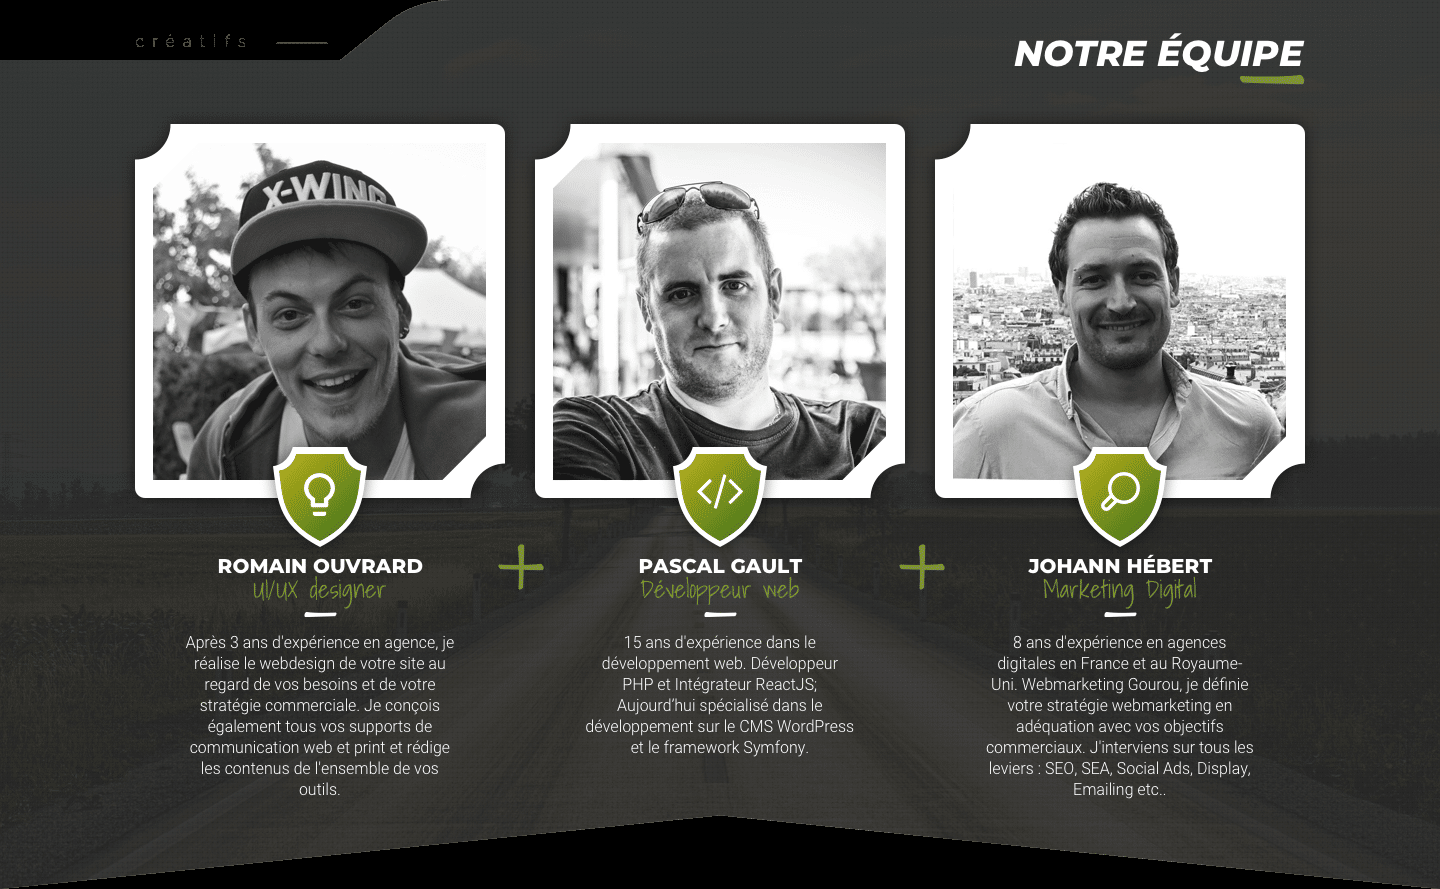 créatifs
NOTRE ÉQUIPE
X-WING
ROMAIN OUVRARD
UI/UX designer
Après 3 ans d'expérience en agence, je
réalise le webdesign de votre site au
regard de vos besoins et de votre
stratégie commerciale. Je conçois
également tous vos supports de
communication web et print et rédige
les contenus de l'ensemble de vos
outils.
PASCAL GAULT
Développeur web
15 ans d'expérience dans le
développement web. Développeur
PHP et Intégrateur ReactJS;
Aujourd'hui spécialisé dans le
développement sur le CMS WordPress
et le framework Symfony.
JOHANN HÉBERT
Marketing Digital
8 ans d'expérience en agences
digitales en France et au Royaume-
Uni. Webmarketing Gourou, je définie
votre stratégie webmarketing en
adéquation avec vos objectifs
commerciaux. J'interviens sur tous les
leviers : SEO, SEA, Social Ads, Display,
Emailing etc..